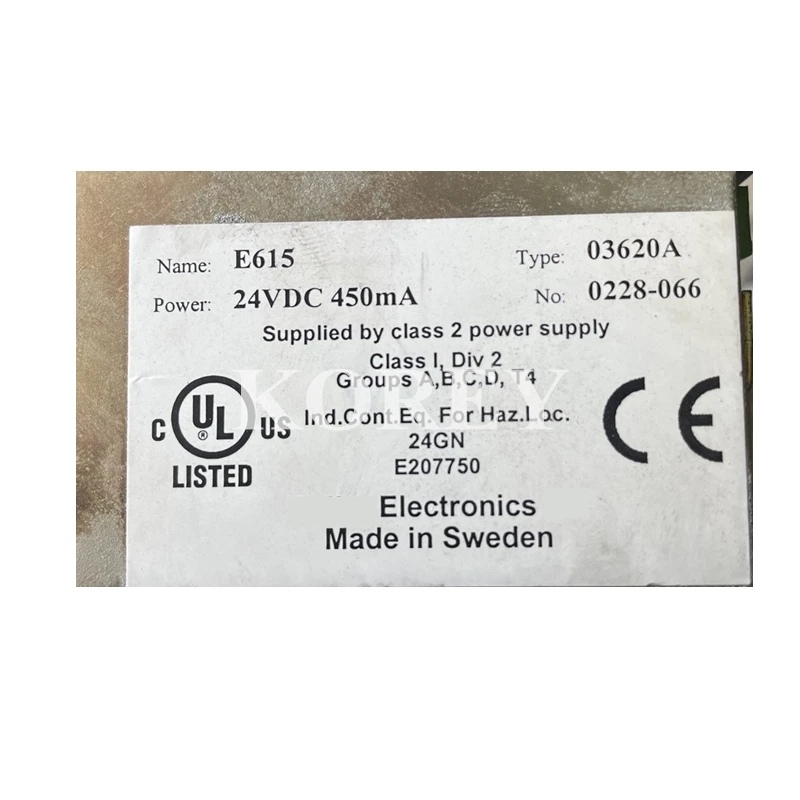 Name: E615 Type: 03620A
Power: 24VDC 450mA No: 0228-066
Supplied by class 2 power supply
Class I, Div 2
Groups A,B,C,D, T4
KOREY
Ind.Cont.Eq. For Haz.Loc.
C UL ® US
LISTED
24GN
E207750
CE
Electronics
Made in Sweden